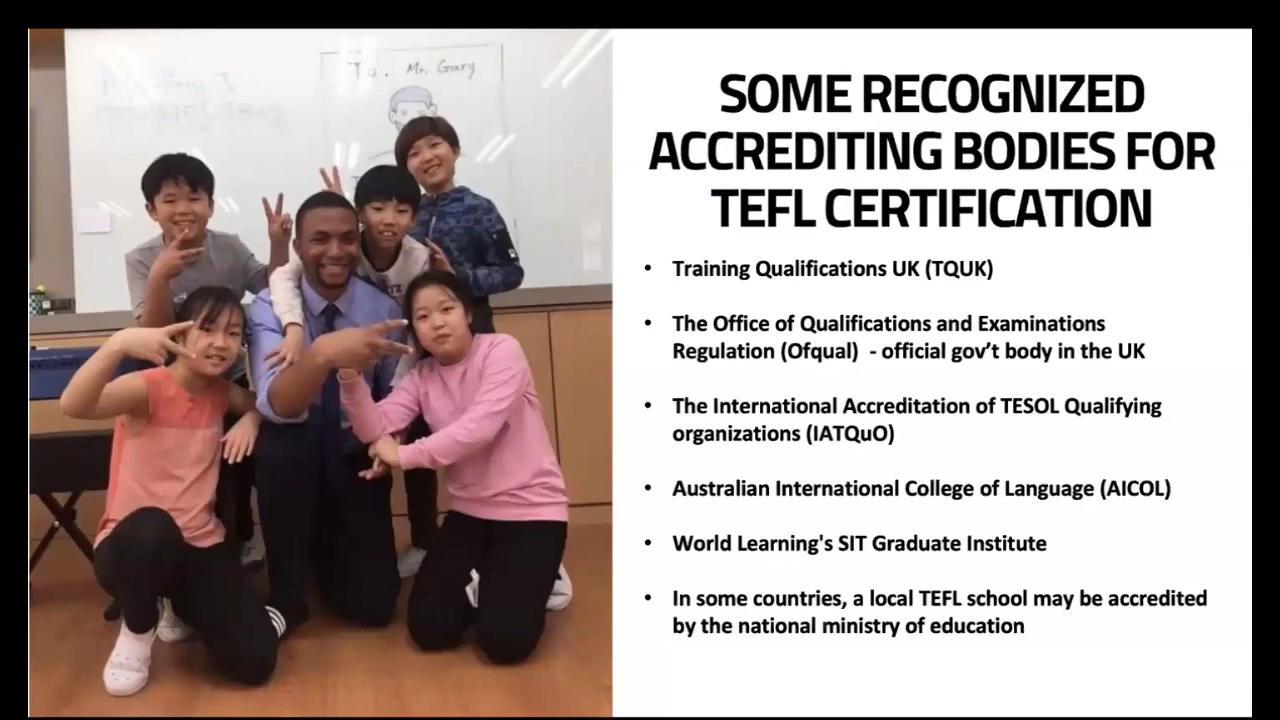 To. Mr. Gary
SOME RECOGNIZED
ACCREDITING BODIES FOR
TEFL CERTIFICATION
• Training Qualifications UK (TQUK)
• The Office of Qualifications and Examinations
Regulation (Ofqual) - official gov't body in the UK
• The International Accreditation of TESOL Qualifying
organizations (IATQuO)
• Australian International College of Language (AICOL)
• World Learning's SIT Graduate Institute
• In some countries, a local TEFL school may be accredited
by the national ministry of education